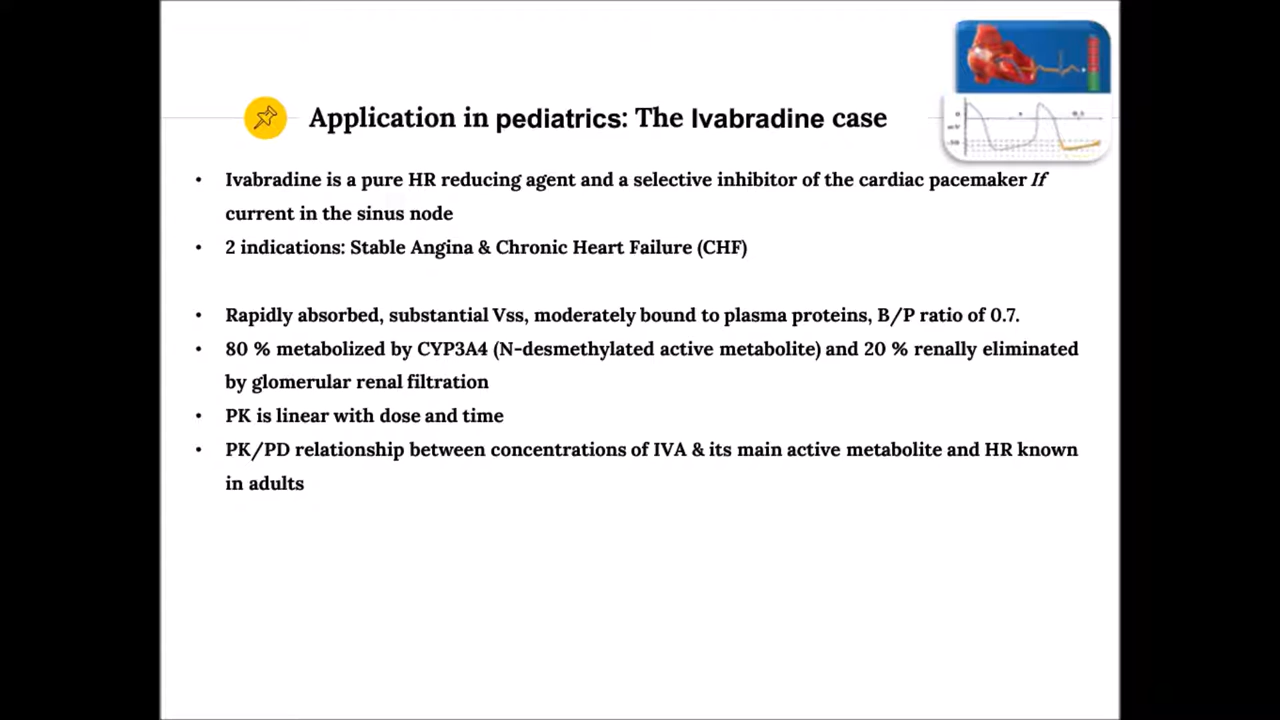 Application in pediatrics: The Ivabradine case
• Ivabradine is a pure HR reducing agent and a selective inhibitor of the cardiac pacemaker If
current in the sinus node
• 2 indications: Stable Angina & Chronic Heart Failure (CHF)
• Rapidly absorbed, substantial Vss, moderately bound to plasma proteins, B/P ratio of 0.7.
• 80 % metabolized by CYP3A4 (N-desmethylated active metabolite) and 20 % renally eliminated
by glomerular renal filtration
• PK is linear with dose and time
• PK/PD relationship between concentrations of IVA & its main active metabolite and HR known
in adults